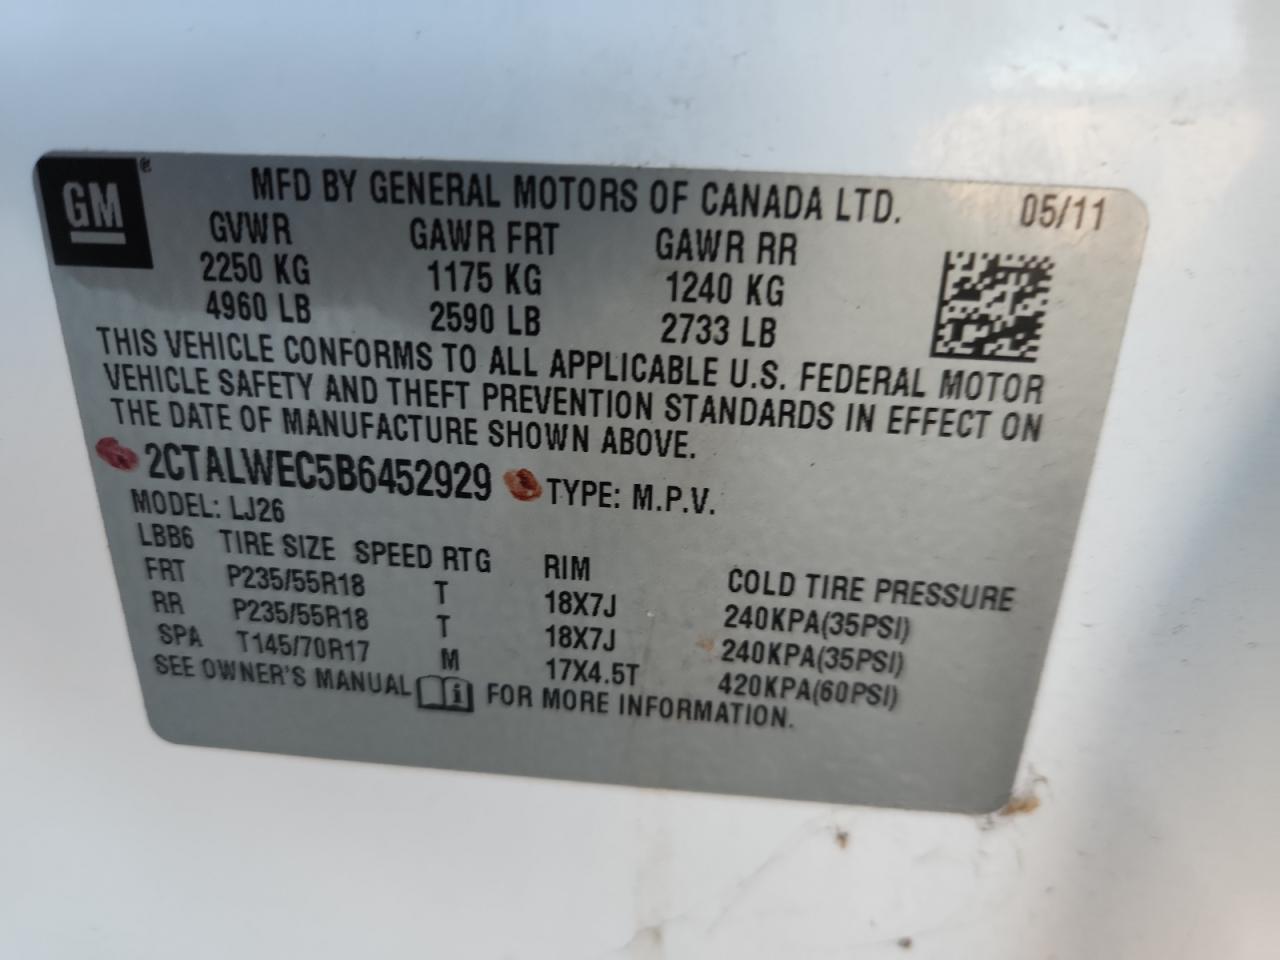 GM®
MFD BY GENERAL MOTORS OF CANADA LTD. 05/11
GVWR GAWR FRT GAWR RR
2250 KG 1175 KG 1240 KG
4960 LB 2590 LB 2733 LB
THIS VEHICLE CONFORMS TO ALL APPLICABLE U.S. FEDERAL MOTOR
VEHICLE SAFETY AND THEFT PREVENTION STANDARDS IN EFFECT ON
THE DATE OF MANUFACTURE SHOWN ABOVE.
2CTALWEC5B6452929 TYPE: M.P.V.
MODEL: LJ26
LBB6 TIRE SIZE SPEED RTG RIM COLD TIRE PRESSURE
FRT P235/55R18 T 18X7J 240KPA(35PSI)
RR P235/55R18 T 18X7J 240KPA(35PSI)
SPA T145/70R17 M 17X4.5T 420KPA(60PSI)
SEE OWNER'S MANUAL i FOR MORE INFORMATION.